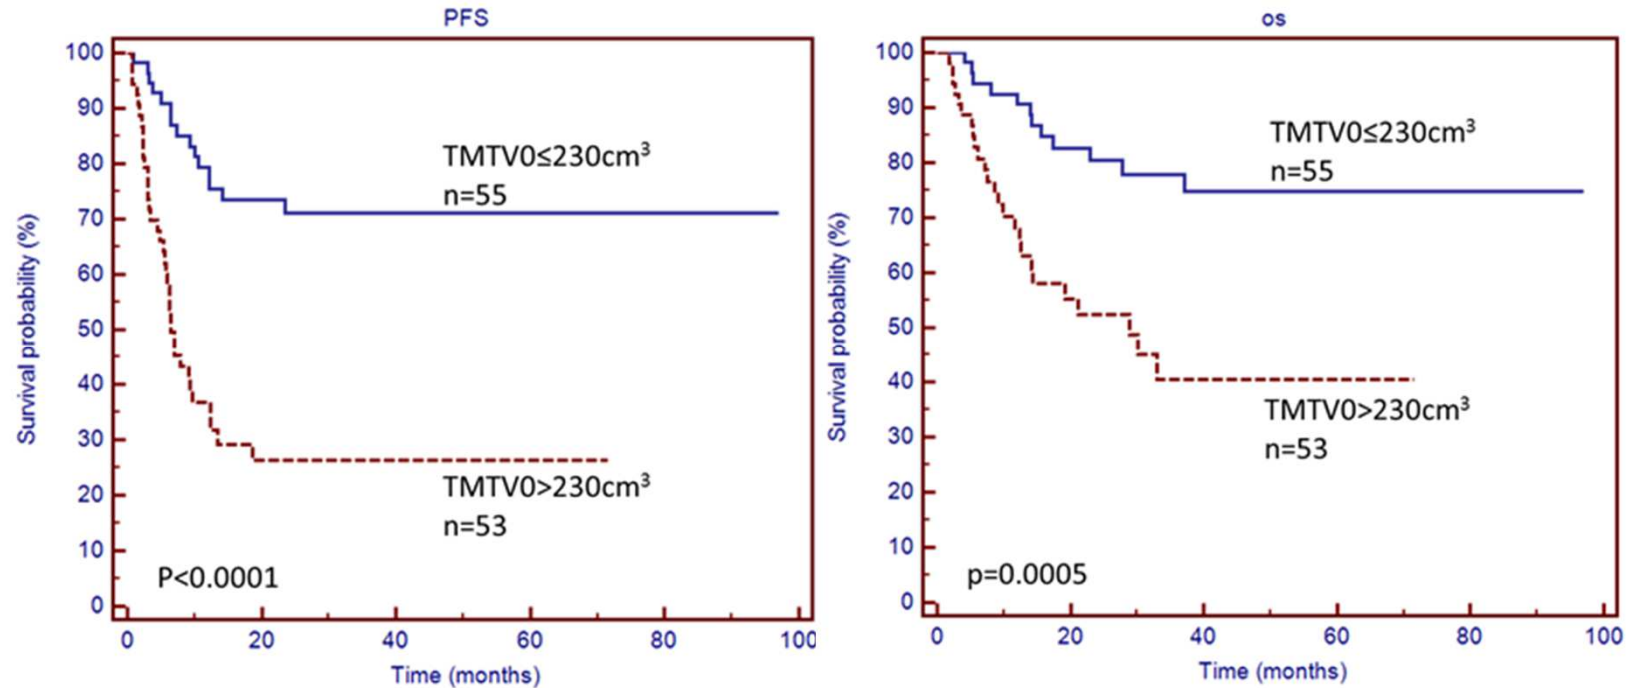 PFS
100
90
80
70
60
50
40
30
20
10
0
Survival probability (%)
TMTV0≤230cm³
n=55
TMTV0>230cm³
n=53
P<0.0001
0 20 40 60 80 100
Time (months)
os
100
90
80
70
60
50
40
30
20
10
0
Survival probability (%)
TMTV0≤230cm³
n=55
TMTV0>230cm³
n=53
p=0.0005
0 20 40 60 80 100
Time (months)